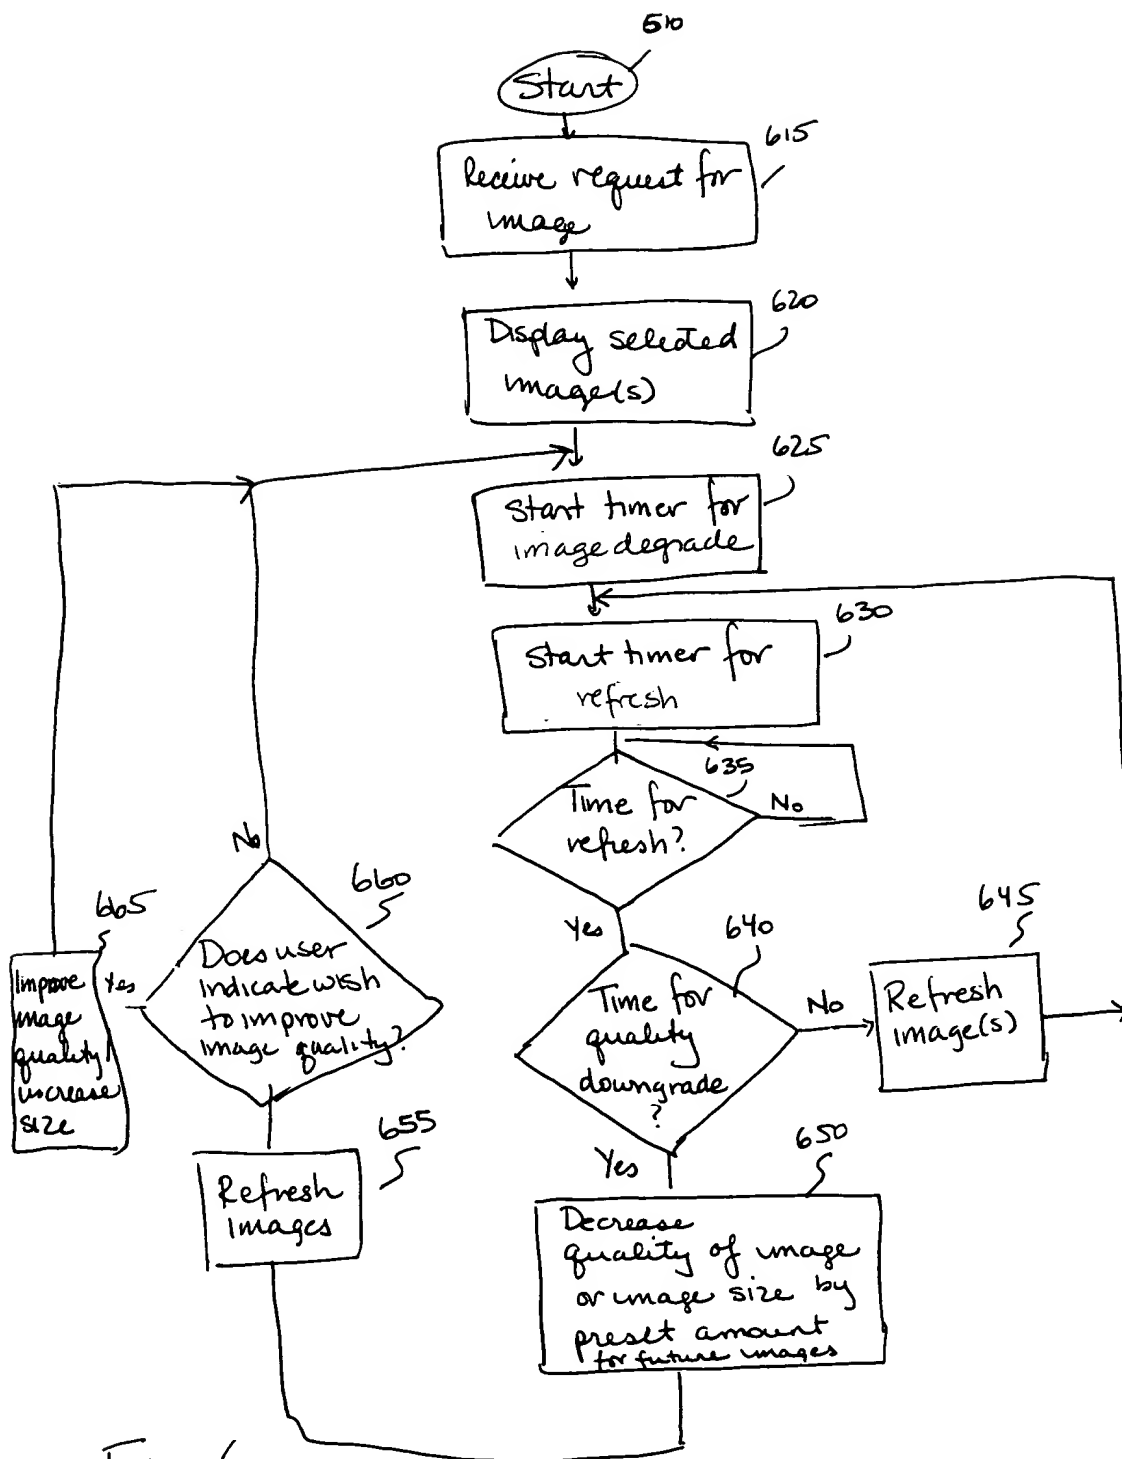 610
Start
615
Receive request for
image
620
Display selected
image(s)
625
Start timer for
image degrade
630
Start timer for
refresh
635
Time for
refresh?
No
Yes
640
Time for
quality
downgrade
?
No
645
Refresh
image(s)
Yes
650
Decrease
quality of image
or image size by
preset amount
for future images
655
Refresh
Images
660
Does user
indicate wish
to improve
image quality?
No
Yes
665
Improve
image
quality/
increase
size